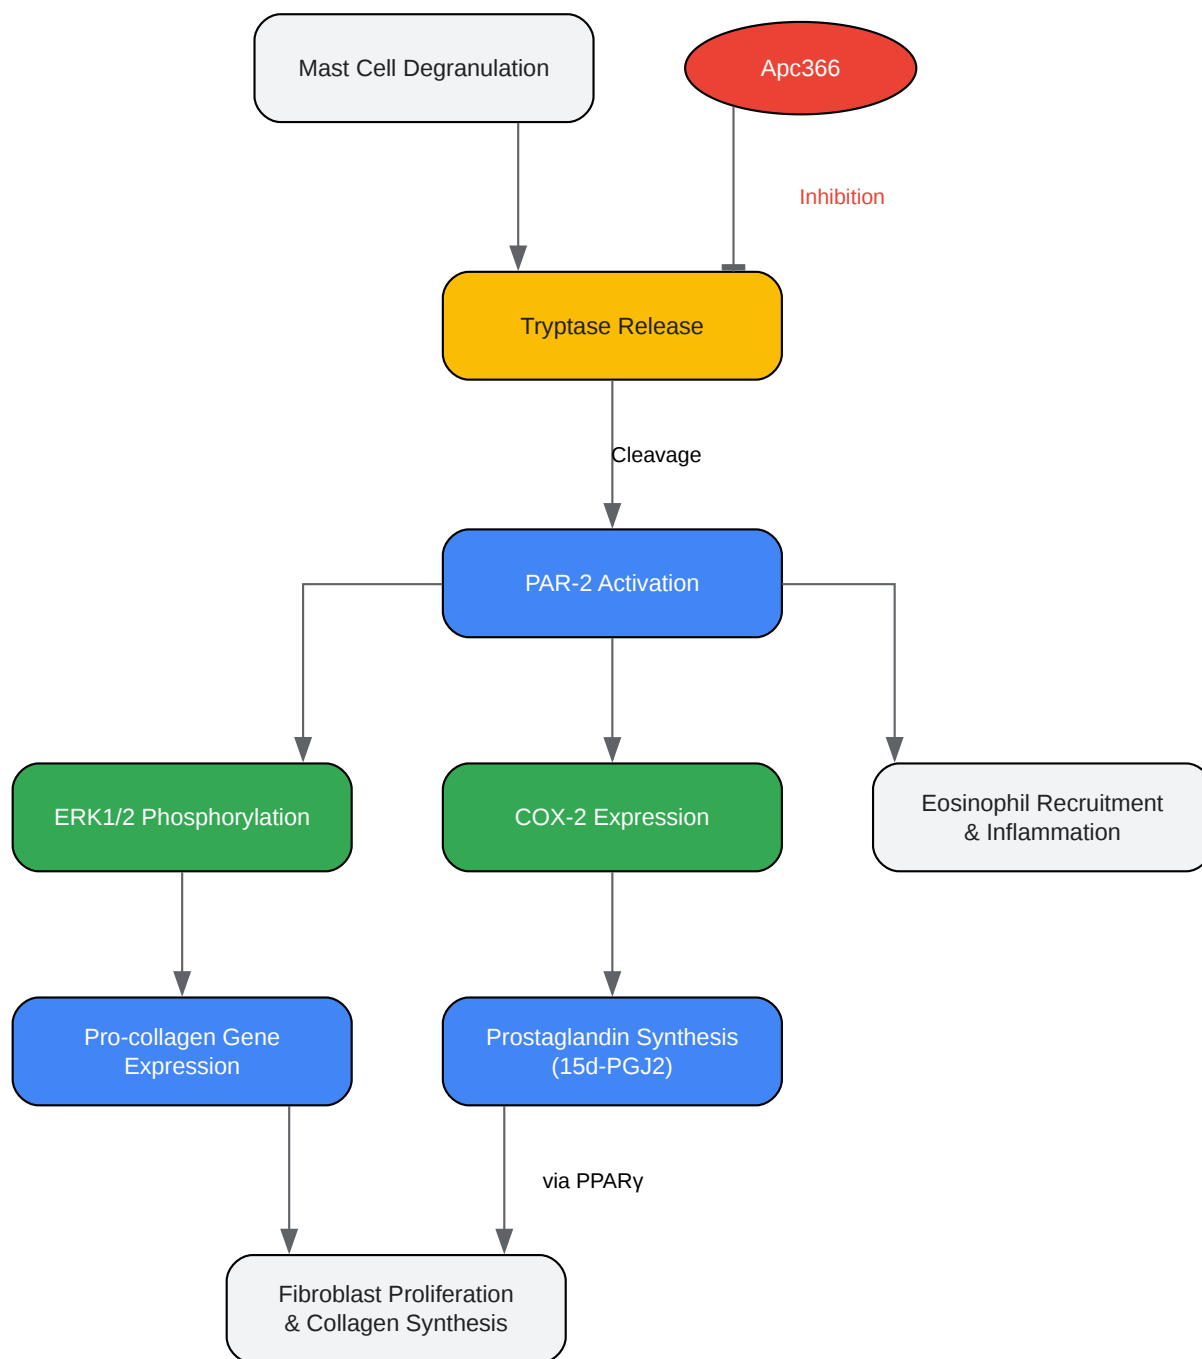 Mast Cell Degranulation
Apc366
Inhibition
Tryptase Release
Cleavage
PAR-2 Activation
ERK1/2 Phosphorylation
COX-2 Expression
Eosinophil Recruitment
& Inflammation
Pro-collagen Gene
Expression
Prostaglandin Synthesis
(15d-PGJ2)
via PPARγ
Fibroblast Proliferation
& Collagen Synthesis